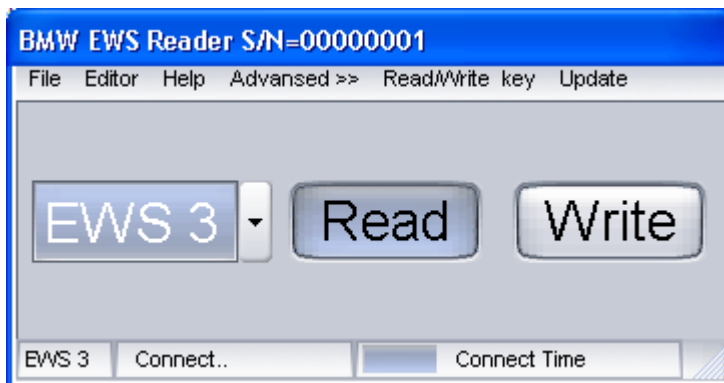 BMW EWS Reader S/N=00000001
File Editor Help Advansed >> Read/Write key Update
EWS 3 Read Write
EWS 3 Connect.. Connect Time